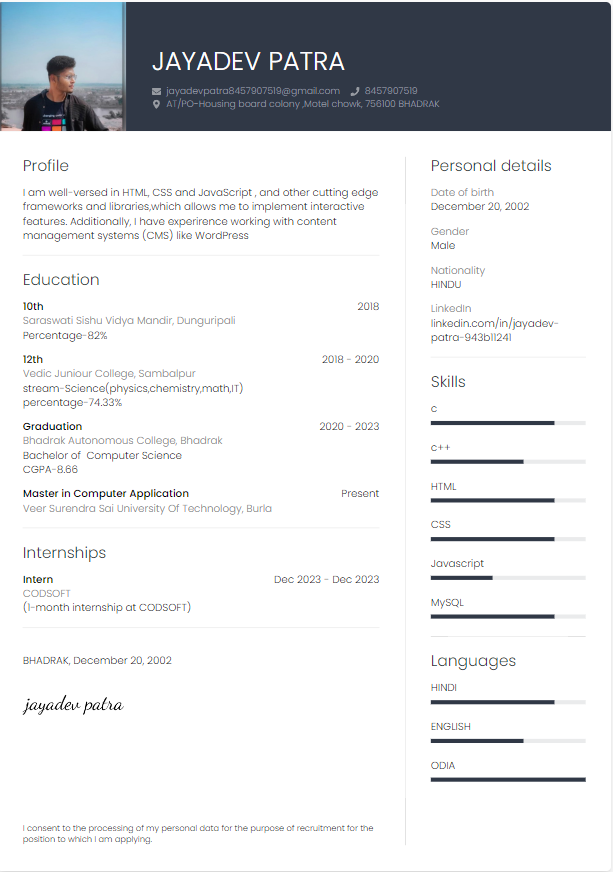 JAYADEV PATRA
jayadevpatra8457907519@gmail.com 8457907519
AT/PO-Housing board colony ,Motel chowk, 756100 BHADRAK
Profile
I am well-versed in HTML, CSS and JavaScript , and other cutting edge
frameworks and libraries,which allows me to implement interactive
features. Additionally, I have experirence working with content
management systems (CMS) like WordPress
Education
10th 2018
Saraswati Sishu Vidya Mandir, Dunguripali
Percentage-82%
12th 2018 - 2020
Vedic Juniour College, Sambalpur
stream-Science(physics,chemistry,math,IT)
percentage-74.33%
Graduation 2020 - 2023
Bhadrak Autonomous College, Bhadrak
Bachelor of Computer Science
CGPA-8.66
Master in Computer Application Present
Veer Surendra Sai University Of Technology, Burla
Internships
Intern Dec 2023 - Dec 2023
CODSOFT
(1-month internship at CODSOFT)
BHADRAK, December 20, 2002
jayadev patra
I consent to the processing of my personal data for the purpose of recruitment for the
position to which I am applying.
Personal details
Date of birth
December 20, 2002
Gender
Male
Nationality
HINDU
LinkedIn
linkedin.com/in/jayadev-
patra-943b11241
Skills
c
c++
HTML
CSS
Javascript
MySQL
Languages
HINDI
ENGLISH
ODIA